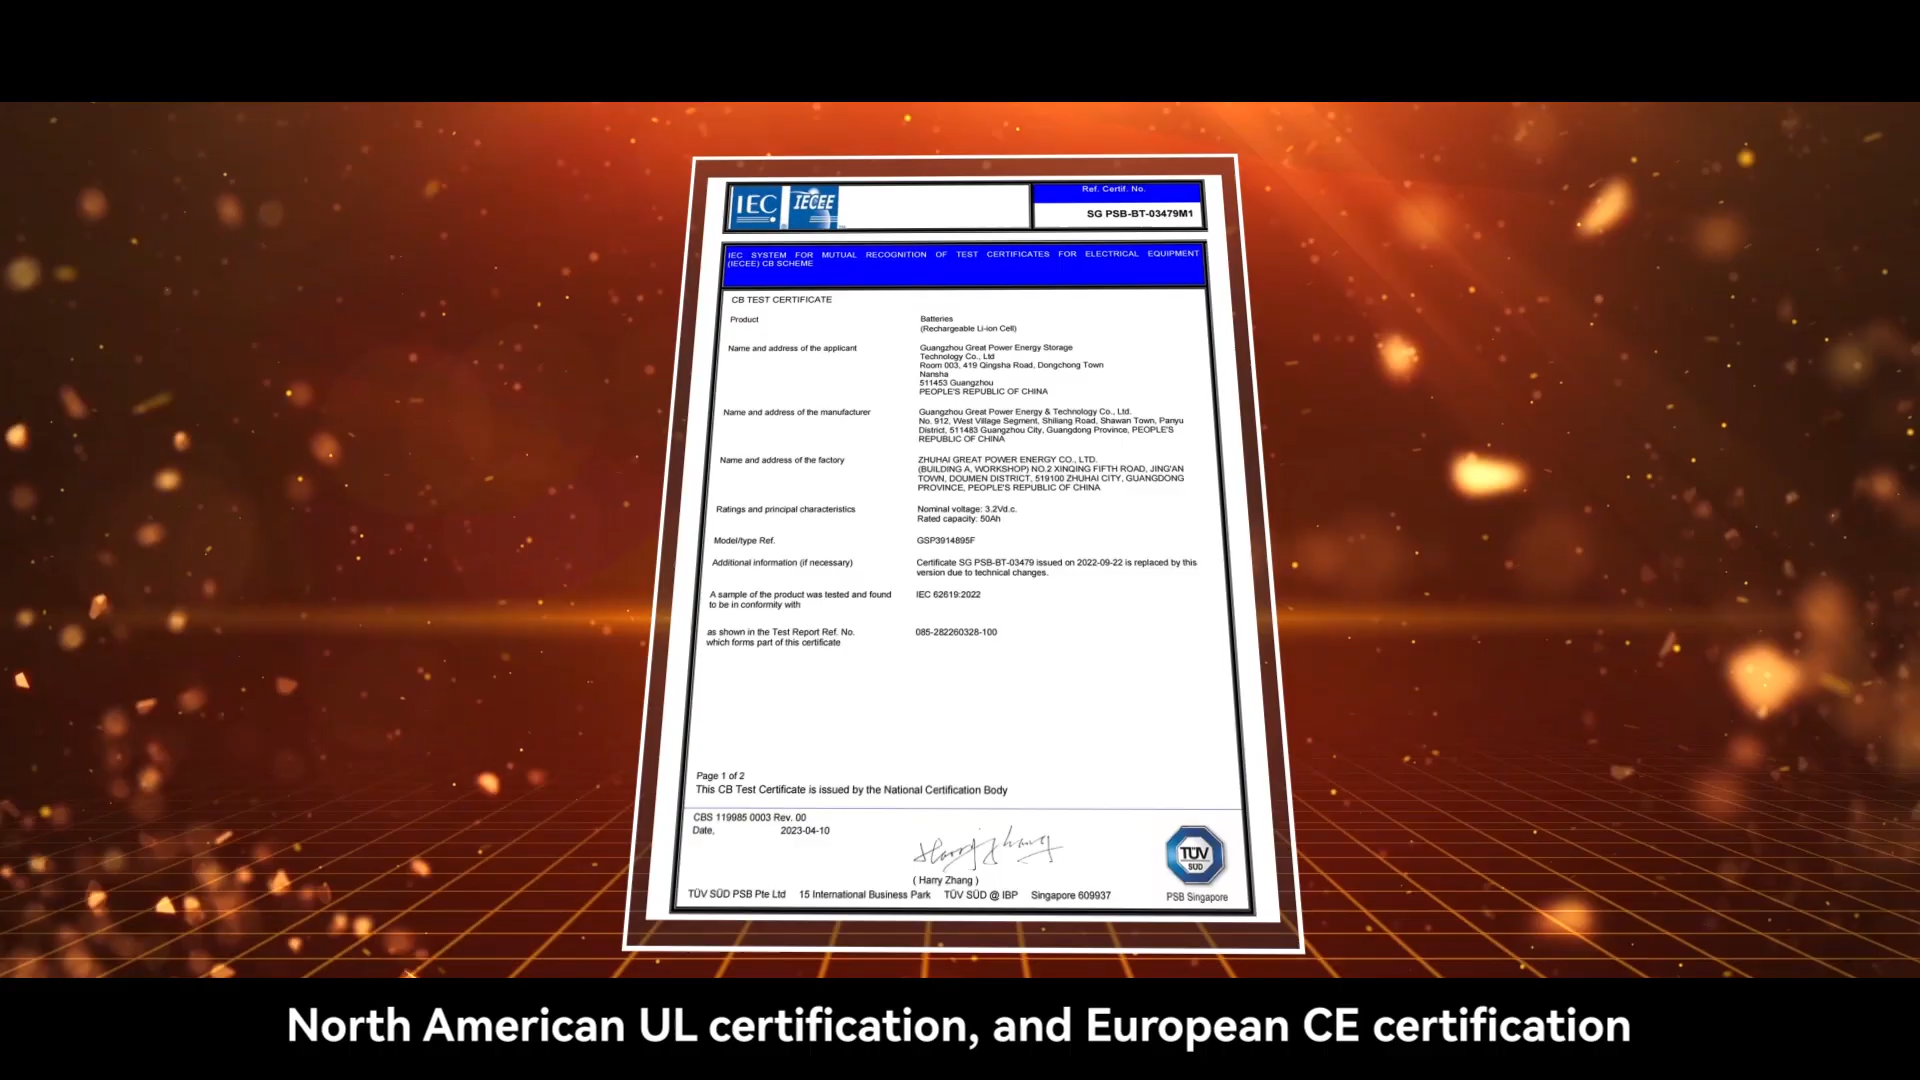 IEC
IECEE
Ref. Certif. No.
SG PSB-BT-03479M1
IEC SYSTEM FOR MUTUAL RECOGNITION OF TEST CERTIFICATES FOR ELECTRICAL EQUIPMENT
(IECEE) CB SCHEME
CB TEST CERTIFICATE
Product
Batteries
(Rechargeable Li-ion Cell)
Name and address of the applicant
Guangzhou Great Power Energy Storage
Technology Co., Ltd
Room 003, 419 Qingsha Road, Dongchong Town
Nansha
511453 Guangzhou
PEOPLE'S REPUBLIC OF CHINA
Name and address of the manufacturer
Guangzhou Great Power Energy & Technology Co., Ltd.
No. 912, West Village Segment, Shiliang Road, Shawan Town, Panyu
District, 511483 Guangzhou City, Guangdong Province, PEOPLE'S
REPUBLIC OF CHINA
Name and address of the factory
ZHUHAI GREAT POWER ENERGY CO., LTD.
(BUILDING A, WORKSHOP) NO.2 XINQING FIFTH ROAD, JING'AN
TOWN, DOUMEN DISTRICT, 519100 ZHUHAI CITY, GUANGDONG
PROVINCE, PEOPLE'S REPUBLIC OF CHINA
Ratings and principal characteristics
Nominal voltage: 3.2Vd.c.
Rated capacity: 50Ah
Model/type Ref.
GSP3914895F
Additional information (if necessary)
Certificate SG PSB-BT-03479 issued on 2022-09-22 is replaced by this
version due to technical changes.
A sample of the product was tested and found
to be in conformity with
IEC 62619:2022
as shown in the Test Report Ref. No.
which forms part of this certificate
085-282260328-100
Page 1 of 2
This CB Test Certificate is issued by the National Certification Body
CBS 119985 0003 Rev. 00
Date, 2023-04-10
Harry Zhang
( Harry Zhang )
TÜV SÜD PSB Pte Ltd 15 International Business Park TÜV SÜD @ IBP Singapore 609937
TÜV
SÜD
PSB Singapore
North American UL certification, and European CE certification